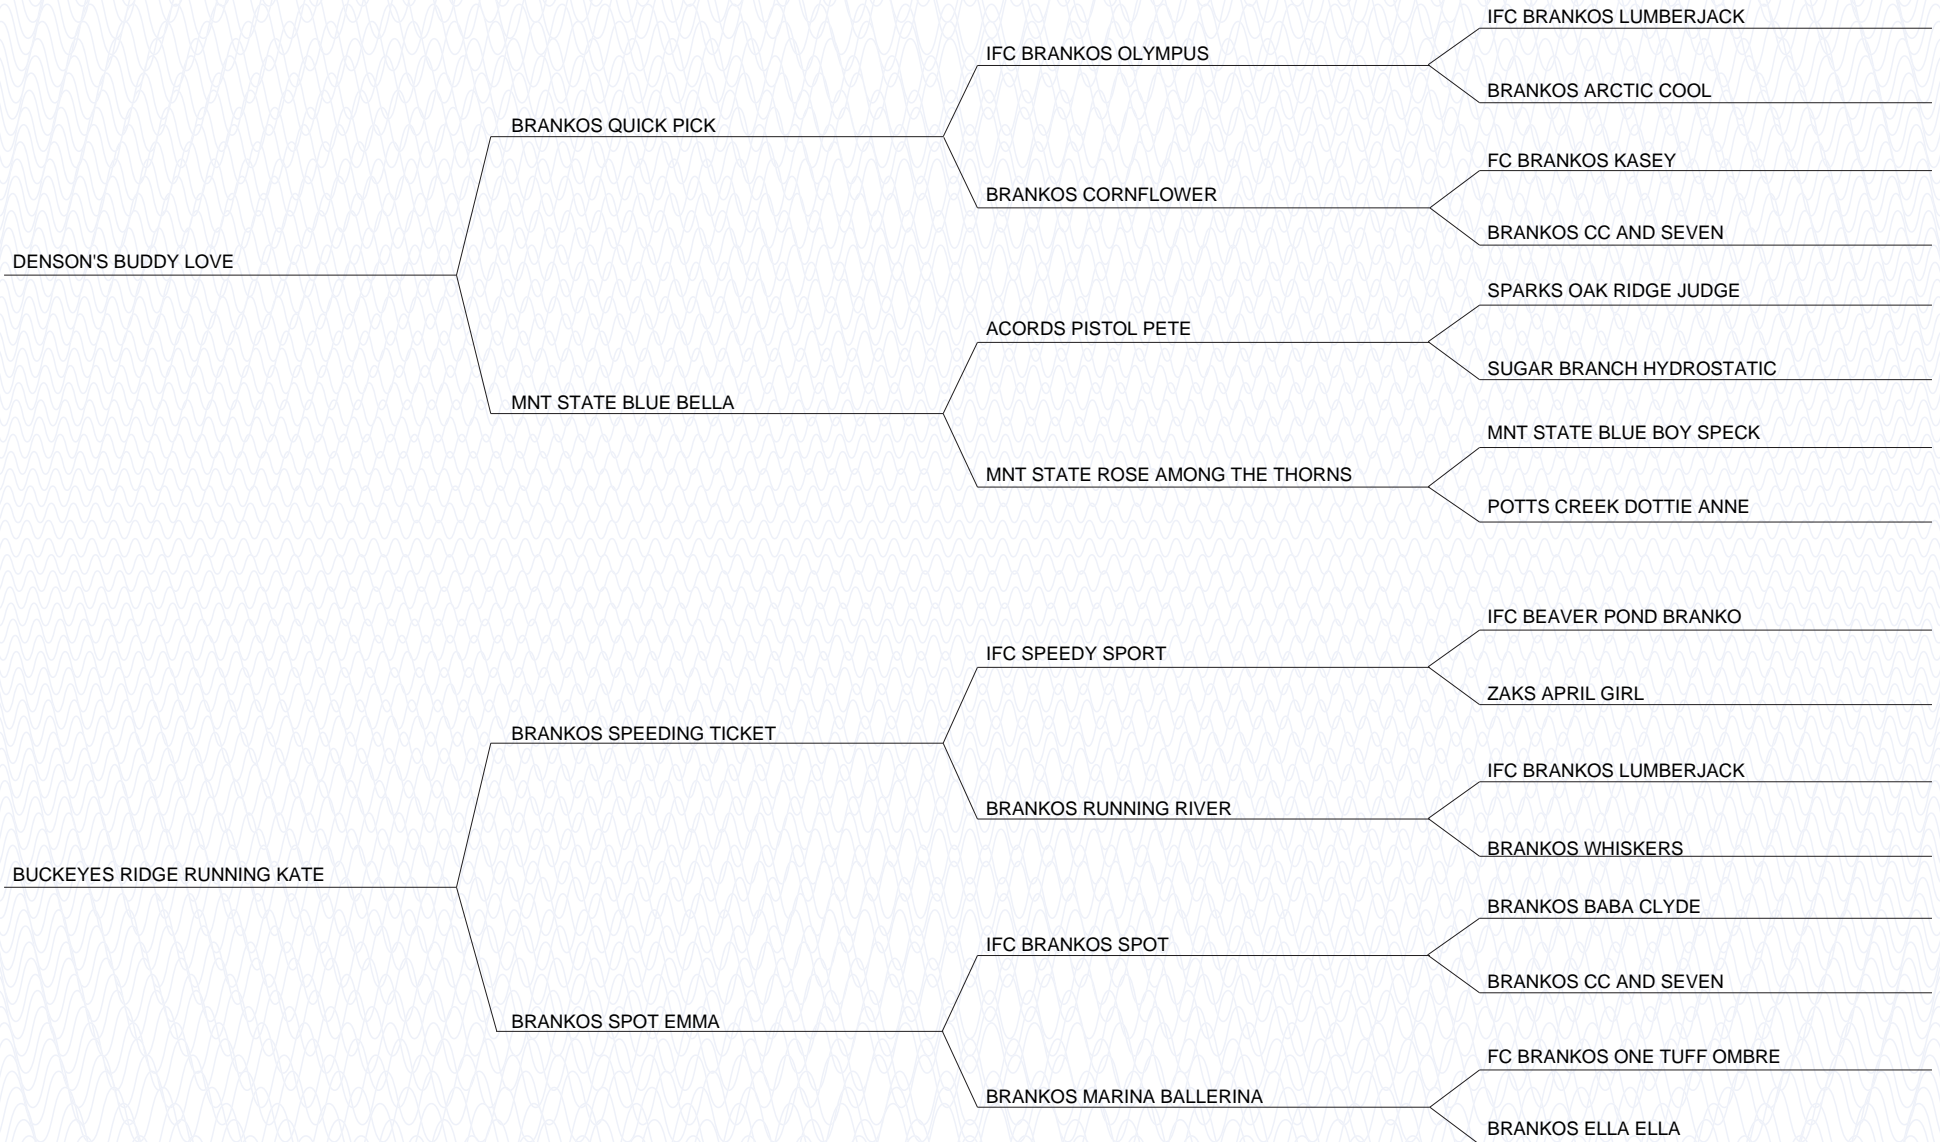 IFC BRANKOS LUMBERJACK
IFC BRANKOS OLYMPUS
BRANKOS ARCTIC COOL
BRANKOS QUICK PICK
FC BRANKOS KASEY
BRANKOS CORNFLOWER
BRANKOS CC AND SEVEN
DENSON'S BUDDY LOVE
SPARKS OAK RIDGE JUDGE
ACORDS PISTOL PETE
SUGAR BRANCH HYDROSTATIC
MNT STATE BLUE BELLA
MNT STATE BLUE BOY SPECK
MNT STATE ROSE AMONG THE THORNS
POTTS CREEK DOTTIE ANNE
IFC BEAVER POND BRANKO
IFC SPEEDY SPORT
ZAKS APRIL GIRL
BRANKOS SPEEDING TICKET
IFC BRANKOS LUMBERJACK
BRANKOS RUNNING RIVER
BRANKOS WHISKERS
BUCKEYES RIDGE RUNNING KATE
BRANKOS BABA CLYDE
IFC BRANKOS SPOT
BRANKOS CC AND SEVEN
BRANKOS SPOT EMMA
FC BRANKOS ONE TUFF OMBRE
BRANKOS MARINA BALLERINA
BRANKOS ELLA ELLA